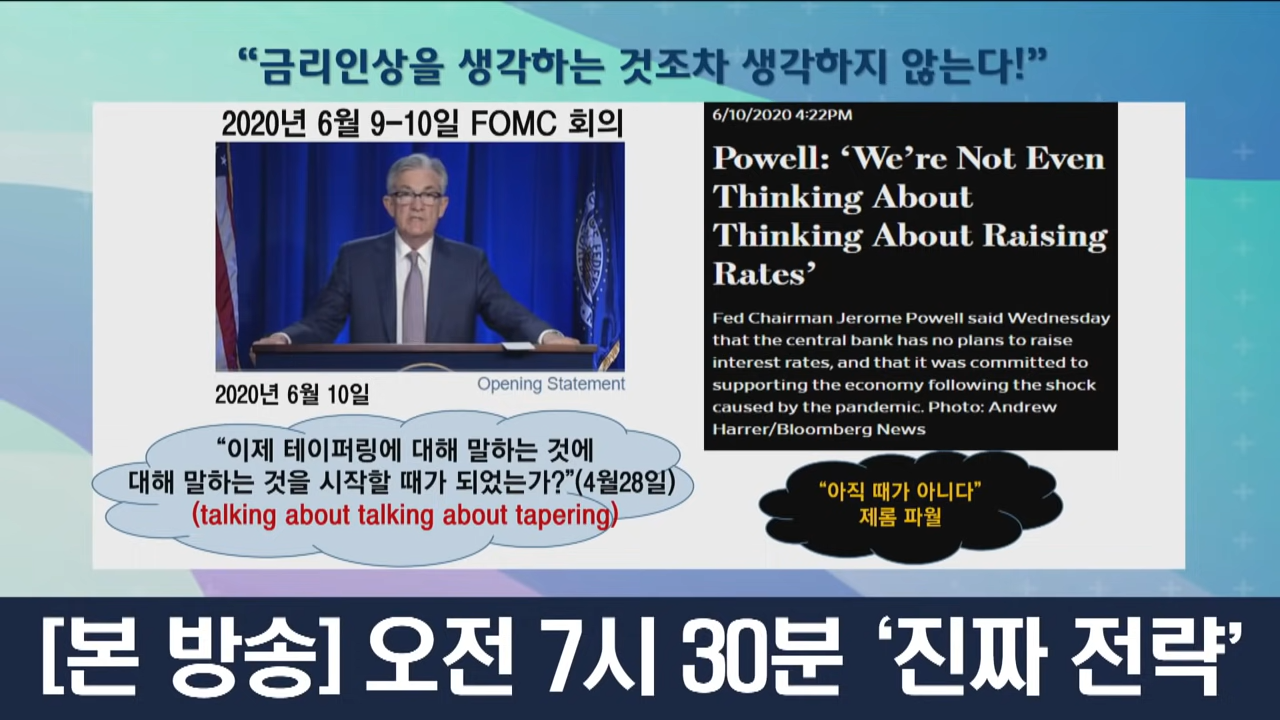 “금리인상을 생각하는 것조차 생각하지 않는다!”
2020년 6월 9-10일 FOMC 회의
Opening Statement
2020년 6월 10일
“이제 테이퍼링에 대해 말하는 것에
대해 말하는 것을 시작할 때가 되었는가?”(4월28일)
(talking about talking about tapering)
6/10/2020 4:22PM
Powell: ‘We’re Not Even
Thinking About
Thinking About Raising
Rates’
Fed Chairman Jerome Powell said Wednesday
that the central bank has no plans to raise
interest rates, and that it was committed to
supporting the economy following the shock
caused by the pandemic. Photo: Andrew
Harrer/Bloomberg News
“아직 때가 아니다”
제롬 파월
[본 방송] 오전 7시 30분 ‘진짜 전략’